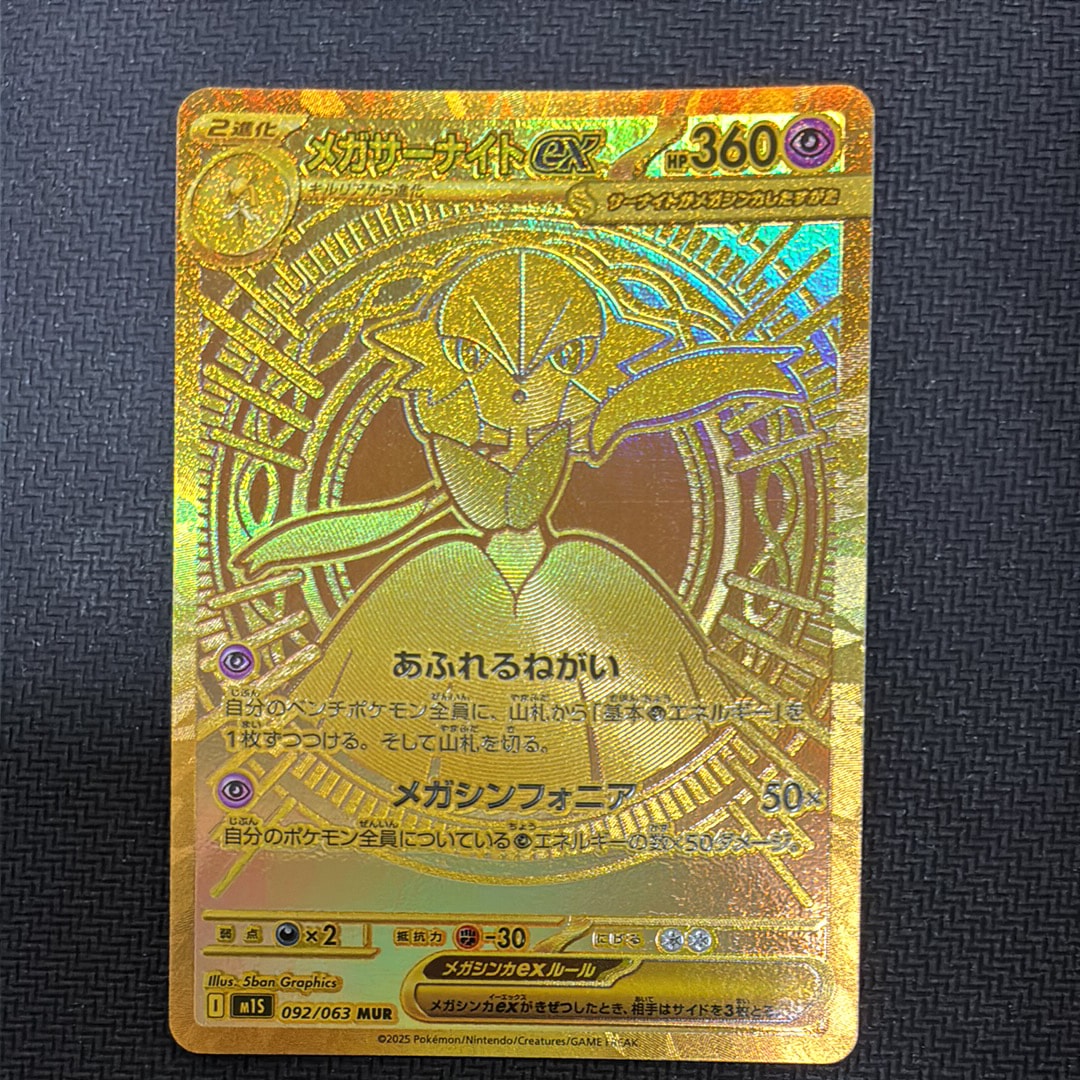 2進化
メガサーナイトex
HP360
キルリアから進化
サーナイトがメガシンカしたすがた
あふれるねがい
自分のベンチポケモン全員に、山札から「基本エネルギー」を
1枚ずつつける。そして山札を切る。
メガシンフォニア 50×
自分のポケモン全員についているエネルギーの数×50ダメージ。
弱点 ×2 抵抗力 -30 にげる
メガシンカexルール
メガシンカexがきぜつしたとき、相手はサイドを3枚とる。
Illus. 5ban Graphics
I m1S 092/063 MUR
©2025 Pokémon/Nintendo/Creatures/GAME FREAK